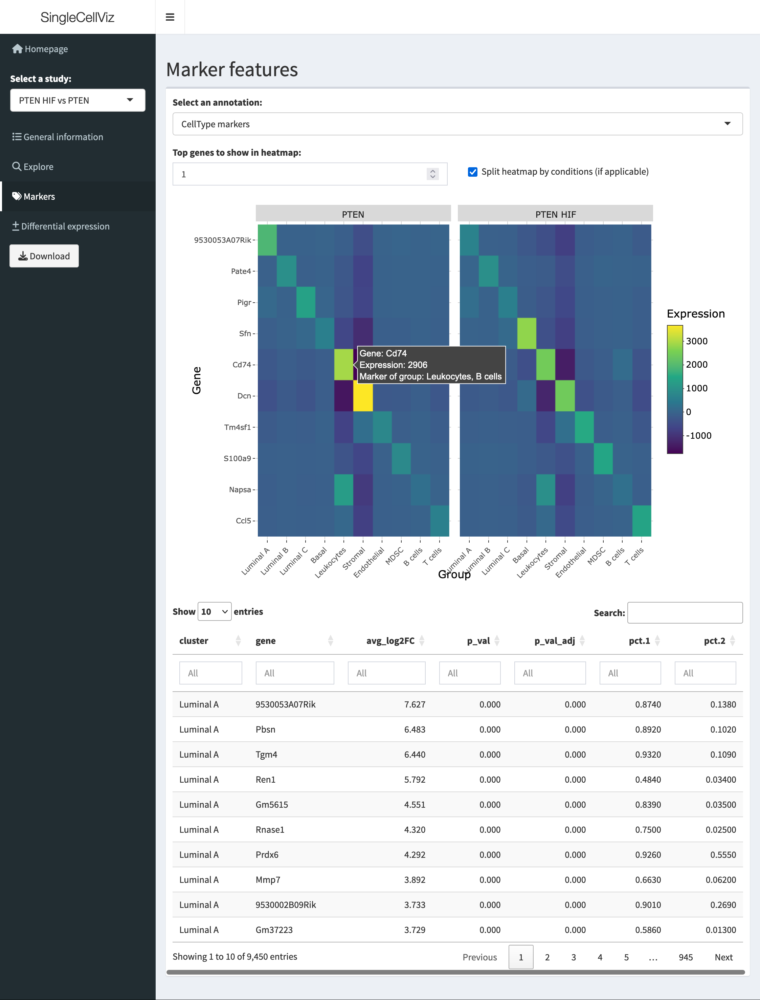 SingleCellViz
Homepage
Select a study:
PTEN HIF vs PTEN
General information
Explore
Markers
Differential expression
Download
Marker features
Select an annotation:
CellType markers
Top genes to show in heatmap:
1
Split heatmap by conditions (if applicable)
PTEN
PTEN HIF
9530053A07Rik
Pate4
Pigr
Sfn
Cd74
Dcn
Tm4sf1
S100a9
Napsa
Ccl5
Gene
Gene: Cd74
Expression: 2906
Marker of group: Leukocytes, B cells
Expression
3000
2000
1000
0
-1000
Luminal A
Luminal B
Luminal C
Basal
Leukocytes
Stromal
Endothelial
MDSC
B cells
T cells
Luminal A
Luminal B
Luminal C
Basal
Leukocytes
Stromal
Endothelial
MDSC
B cells
T cells
Group
Show 10 entries
Search:
cluster gene avg_log2FC p_val p_val_adj pct.1 pct.2
All All All All All All All
Luminal A 9530053A07Rik 7.627 0.000 0.000 0.8740 0.1380
Luminal A Pbsn 6.483 0.000 0.000 0.8920 0.1020
Luminal A Tgm4 6.440 0.000 0.000 0.9320 0.1090
Luminal A Ren1 5.792 0.000 0.000 0.4840 0.03400
Luminal A Gm5615 4.551 0.000 0.000 0.8390 0.03500
Luminal A Rnase1 4.320 0.000 0.000 0.7500 0.02500
Luminal A Prdx6 4.292 0.000 0.000 0.9260 0.5550
Luminal A Mmp7 3.892 0.000 0.000 0.6630 0.06200
Luminal A 9530002B09Rik 3.733 0.000 0.000 0.9010 0.2690
Luminal A Gm37223 3.729 0.000 0.000 0.5860 0.01300
Showing 1 to 10 of 9,450 entries
Previous 1 2 3 4 5 … 945 Next